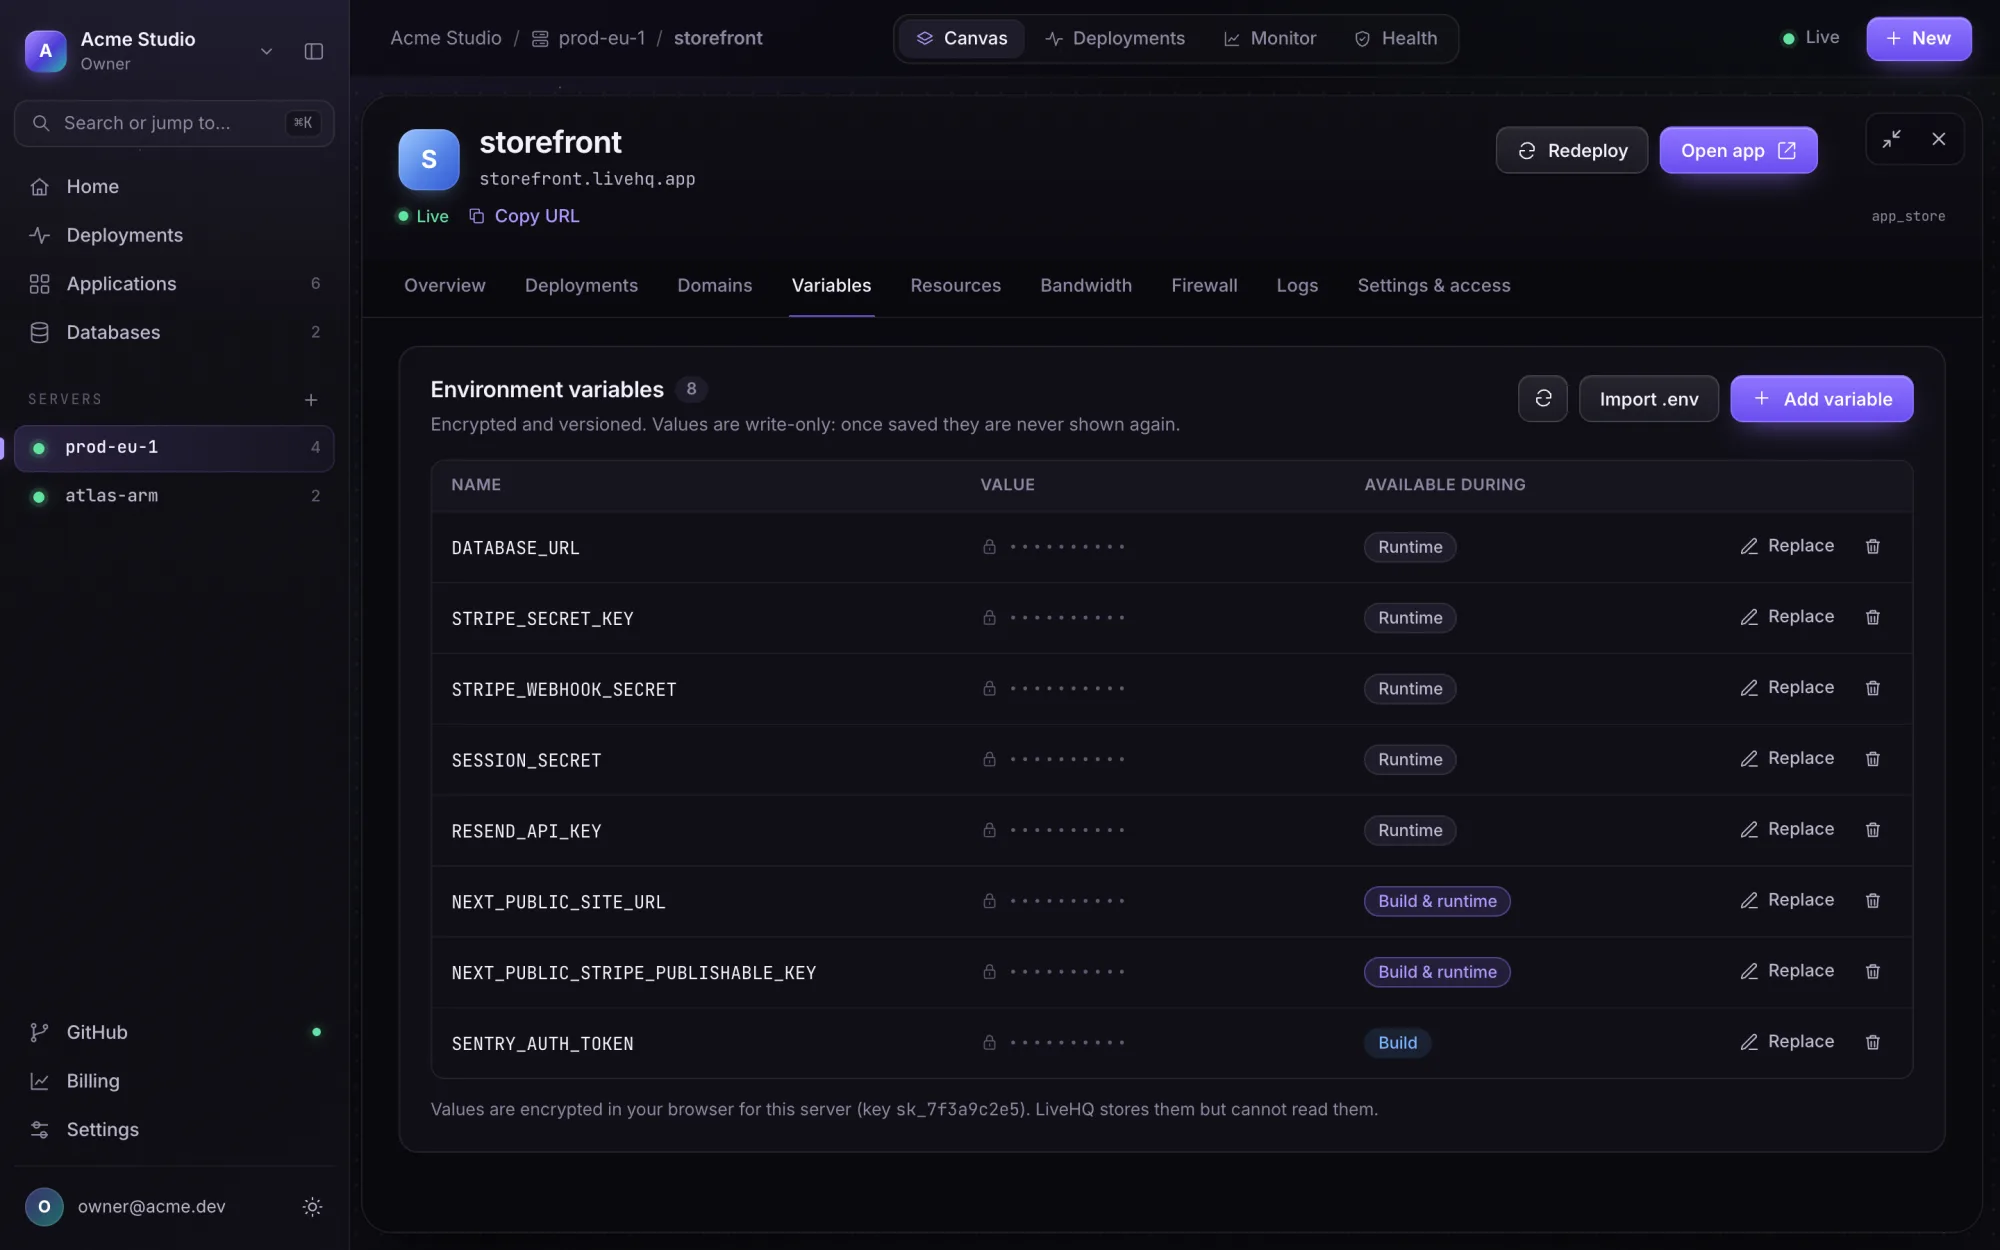 A
Acme Studio
Owner
Search or jump to...
⌘K
Home
Deployments
Applications 6
Databases 2
SERVERS
prod-eu-1 4
atlas-arm 2
GitHub
Billing
Settings
O
owner@acme.dev
Acme Studio / prod-eu-1 / storefront
Canvas Deployments Monitor Health
Live
New
S
storefront
storefront.livehq.app
Live Copy URL
Redeploy
Open app
app_store
Overview Deployments Domains Variables Resources Bandwidth Firewall Logs Settings & access
Environment variables 8
Encrypted and versioned. Values are write-only: once saved they are never shown again.
Import .env
Add variable
NAME VALUE AVAILABLE DURING
DATABASE_URL •••••••••• Runtime Replace
STRIPE_SECRET_KEY •••••••••• Runtime Replace
STRIPE_WEBHOOK_SECRET •••••••••• Runtime Replace
SESSION_SECRET •••••••••• Runtime Replace
RESEND_API_KEY •••••••••• Runtime Replace
NEXT_PUBLIC_SITE_URL •••••••••• Build & runtime Replace
NEXT_PUBLIC_STRIPE_PUBLISHABLE_KEY •••••••••• Build & runtime Replace
SENTRY_AUTH_TOKEN •••••••••• Build Replace
Values are encrypted in your browser for this server (key sk_7f3a9c2e5). LiveHQ stores them but cannot read them.